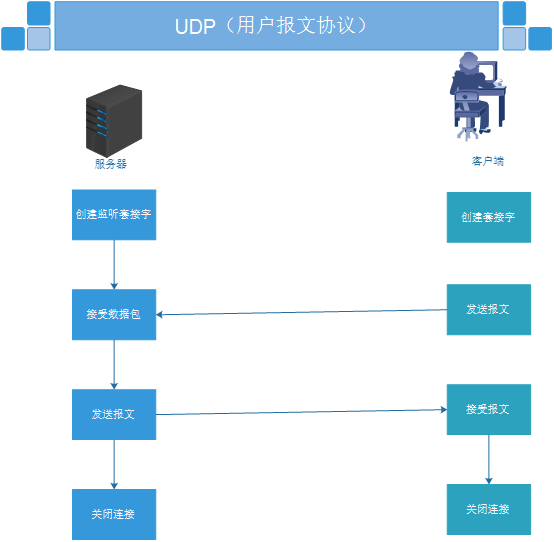 UDP（用户报文协议）
服务器
客户端
创建监听套接字
创建套接字
接受数据包
发送报文
发送报文
接受报文
关闭连接
关闭连接